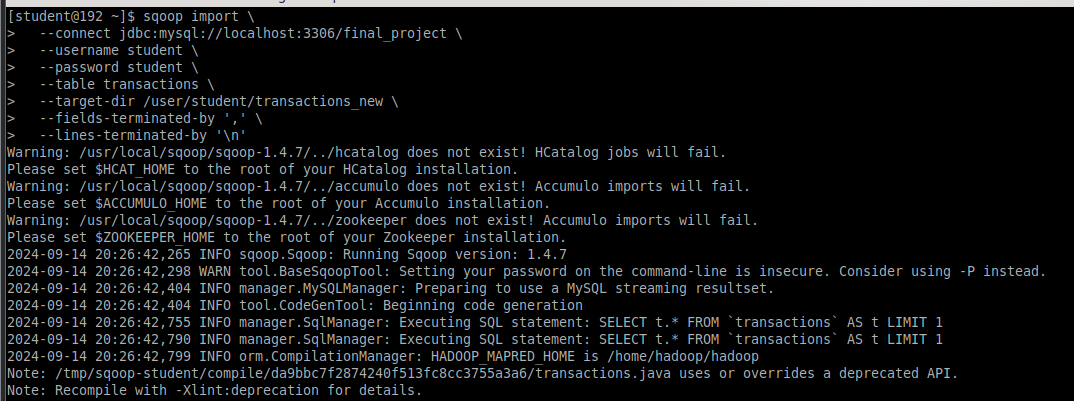 [student@192 ~]$ sqoop import \
>   --connect jdbc:mysql://localhost:3306/final_project \
>   --username student \
>   --password student \
>   --table transactions \
>   --target-dir /user/student/transactions_new \
>   --fields-terminated-by ',' \
>   --lines-terminated-by '\n'
Warning: /usr/local/sqoop/sqoop-1.4.7/../hcatalog does not exist! HCatalog jobs will fail.
Please set $HCAT_HOME to the root of your HCatalog installation.
Warning: /usr/local/sqoop/sqoop-1.4.7/../accumulo does not exist! Accumulo imports will fail.
Please set $ACCUMULO_HOME to the root of your Accumulo installation.
Warning: /usr/local/sqoop/sqoop-1.4.7/../zookeeper does not exist! Accumulo imports will fail.
Please set $ZOOKEEPER_HOME to the root of your Zookeeper installation.
2024-09-14 20:26:42,265 INFO sqoop.Sqoop: Running Sqoop version: 1.4.7
2024-09-14 20:26:42,298 WARN tool.BaseSqoopTool: Setting your password on the command-line is insecure. Consider using -P instead.
2024-09-14 20:26:42,404 INFO manager.MySQLManager: Preparing to use a MySQL streaming resultset.
2024-09-14 20:26:42,404 INFO tool.CodeGenTool: Beginning code generation
2024-09-14 20:26:42,755 INFO manager.SqlManager: Executing SQL statement: SELECT t.* FROM `transactions` AS t LIMIT 1
2024-09-14 20:26:42,790 INFO manager.SqlManager: Executing SQL statement: SELECT t.* FROM `transactions` AS t LIMIT 1
2024-09-14 20:26:42,799 INFO orm.CompilationManager: HADOOP_MAPRED_HOME is /home/hadoop/hadoop
Note: /tmp/sqoop-student/compile/da9bbc7f2874240f513fc8cc3755a3a6/transactions.java uses or overrides a deprecated API.
Note: Recompile with -Xlint:deprecation for details.